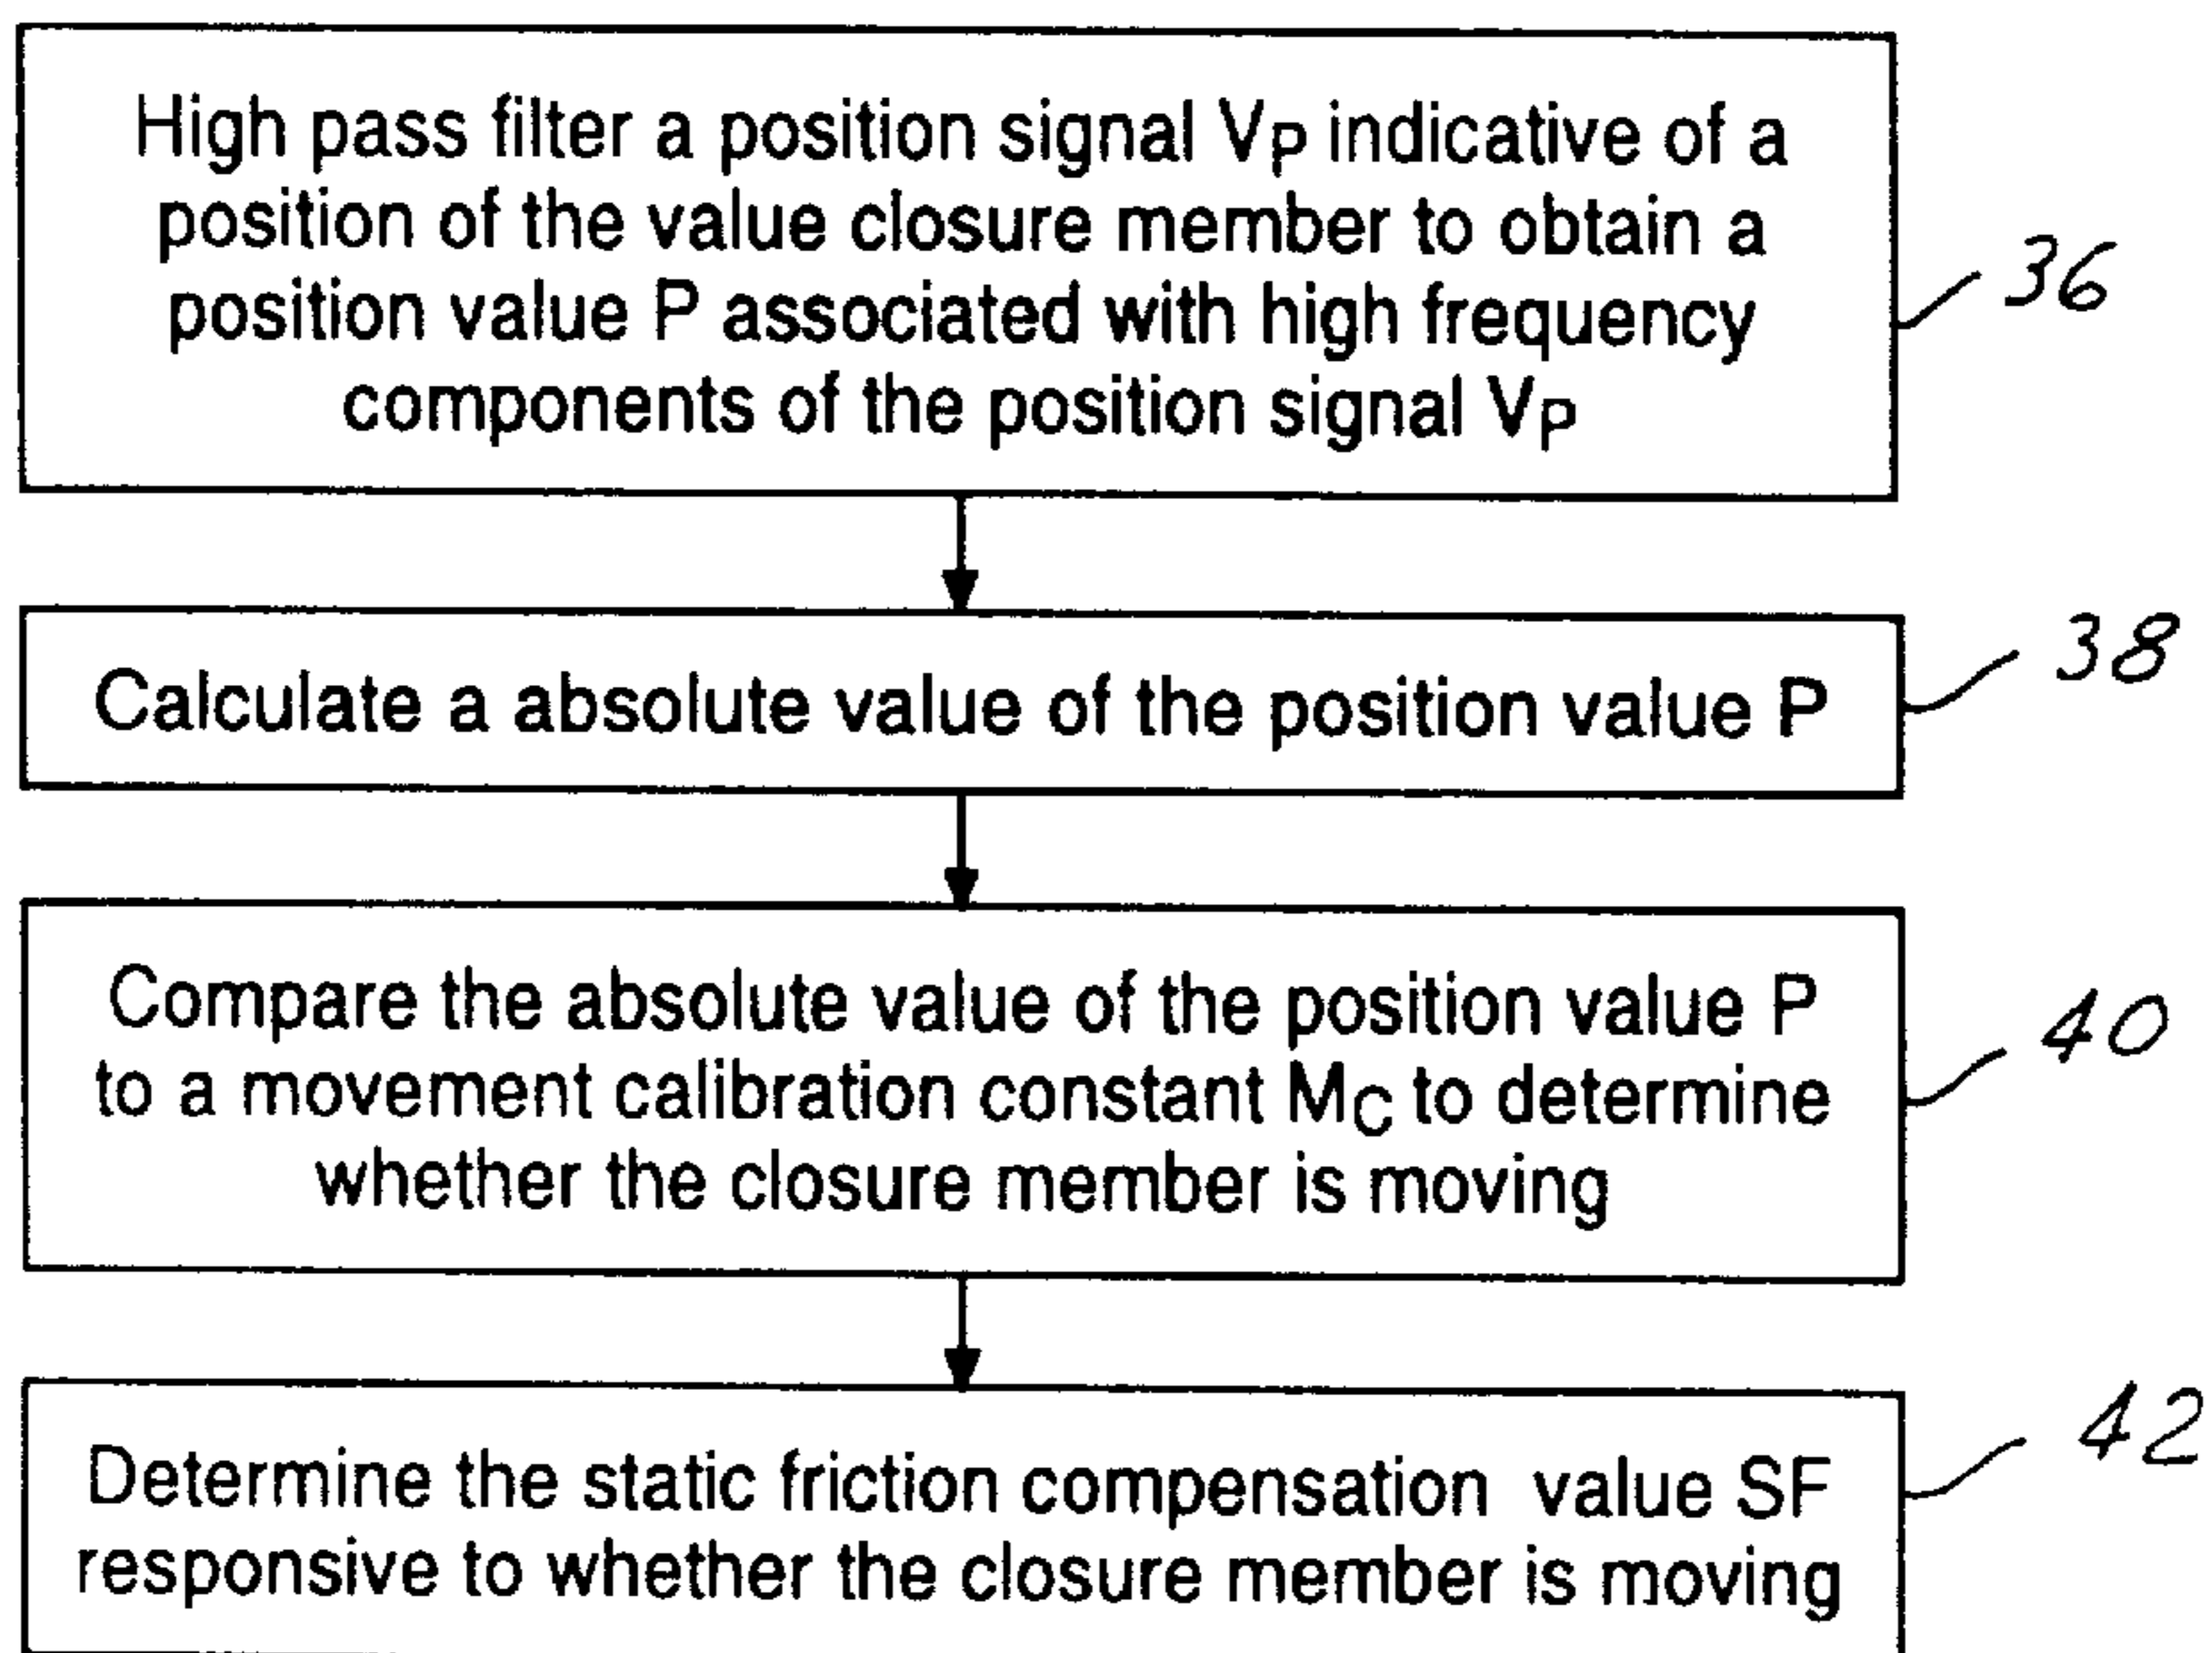 High pass filter a position signal VP indicative of a
position of the value closure member to obtain a
position value P associated with high frequency
components of the position signal VP
36
Calculate a absolute value of the position value P
38
Compare the absolute value of the position value P
to a movement calibration constant MC to determine
whether the closure member is moving
40
Determine the static friction compensation value SF
responsive to whether the closure member is moving
42